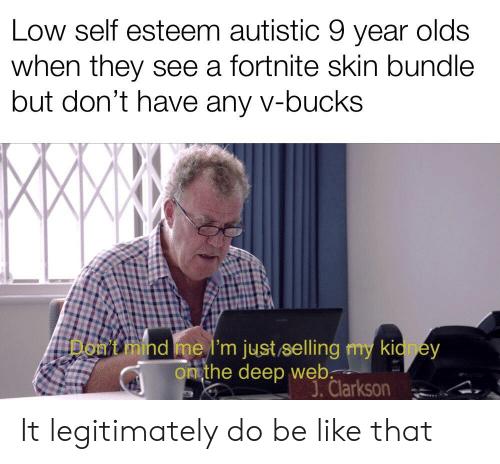 Low self esteem autistic 9 year olds
when they see a fortnite skin bundle
but don't have any v-bucks
Don't mind me I'm just selling my kidney
on the deep web.
J. Clarkson
It legitimately do be like that